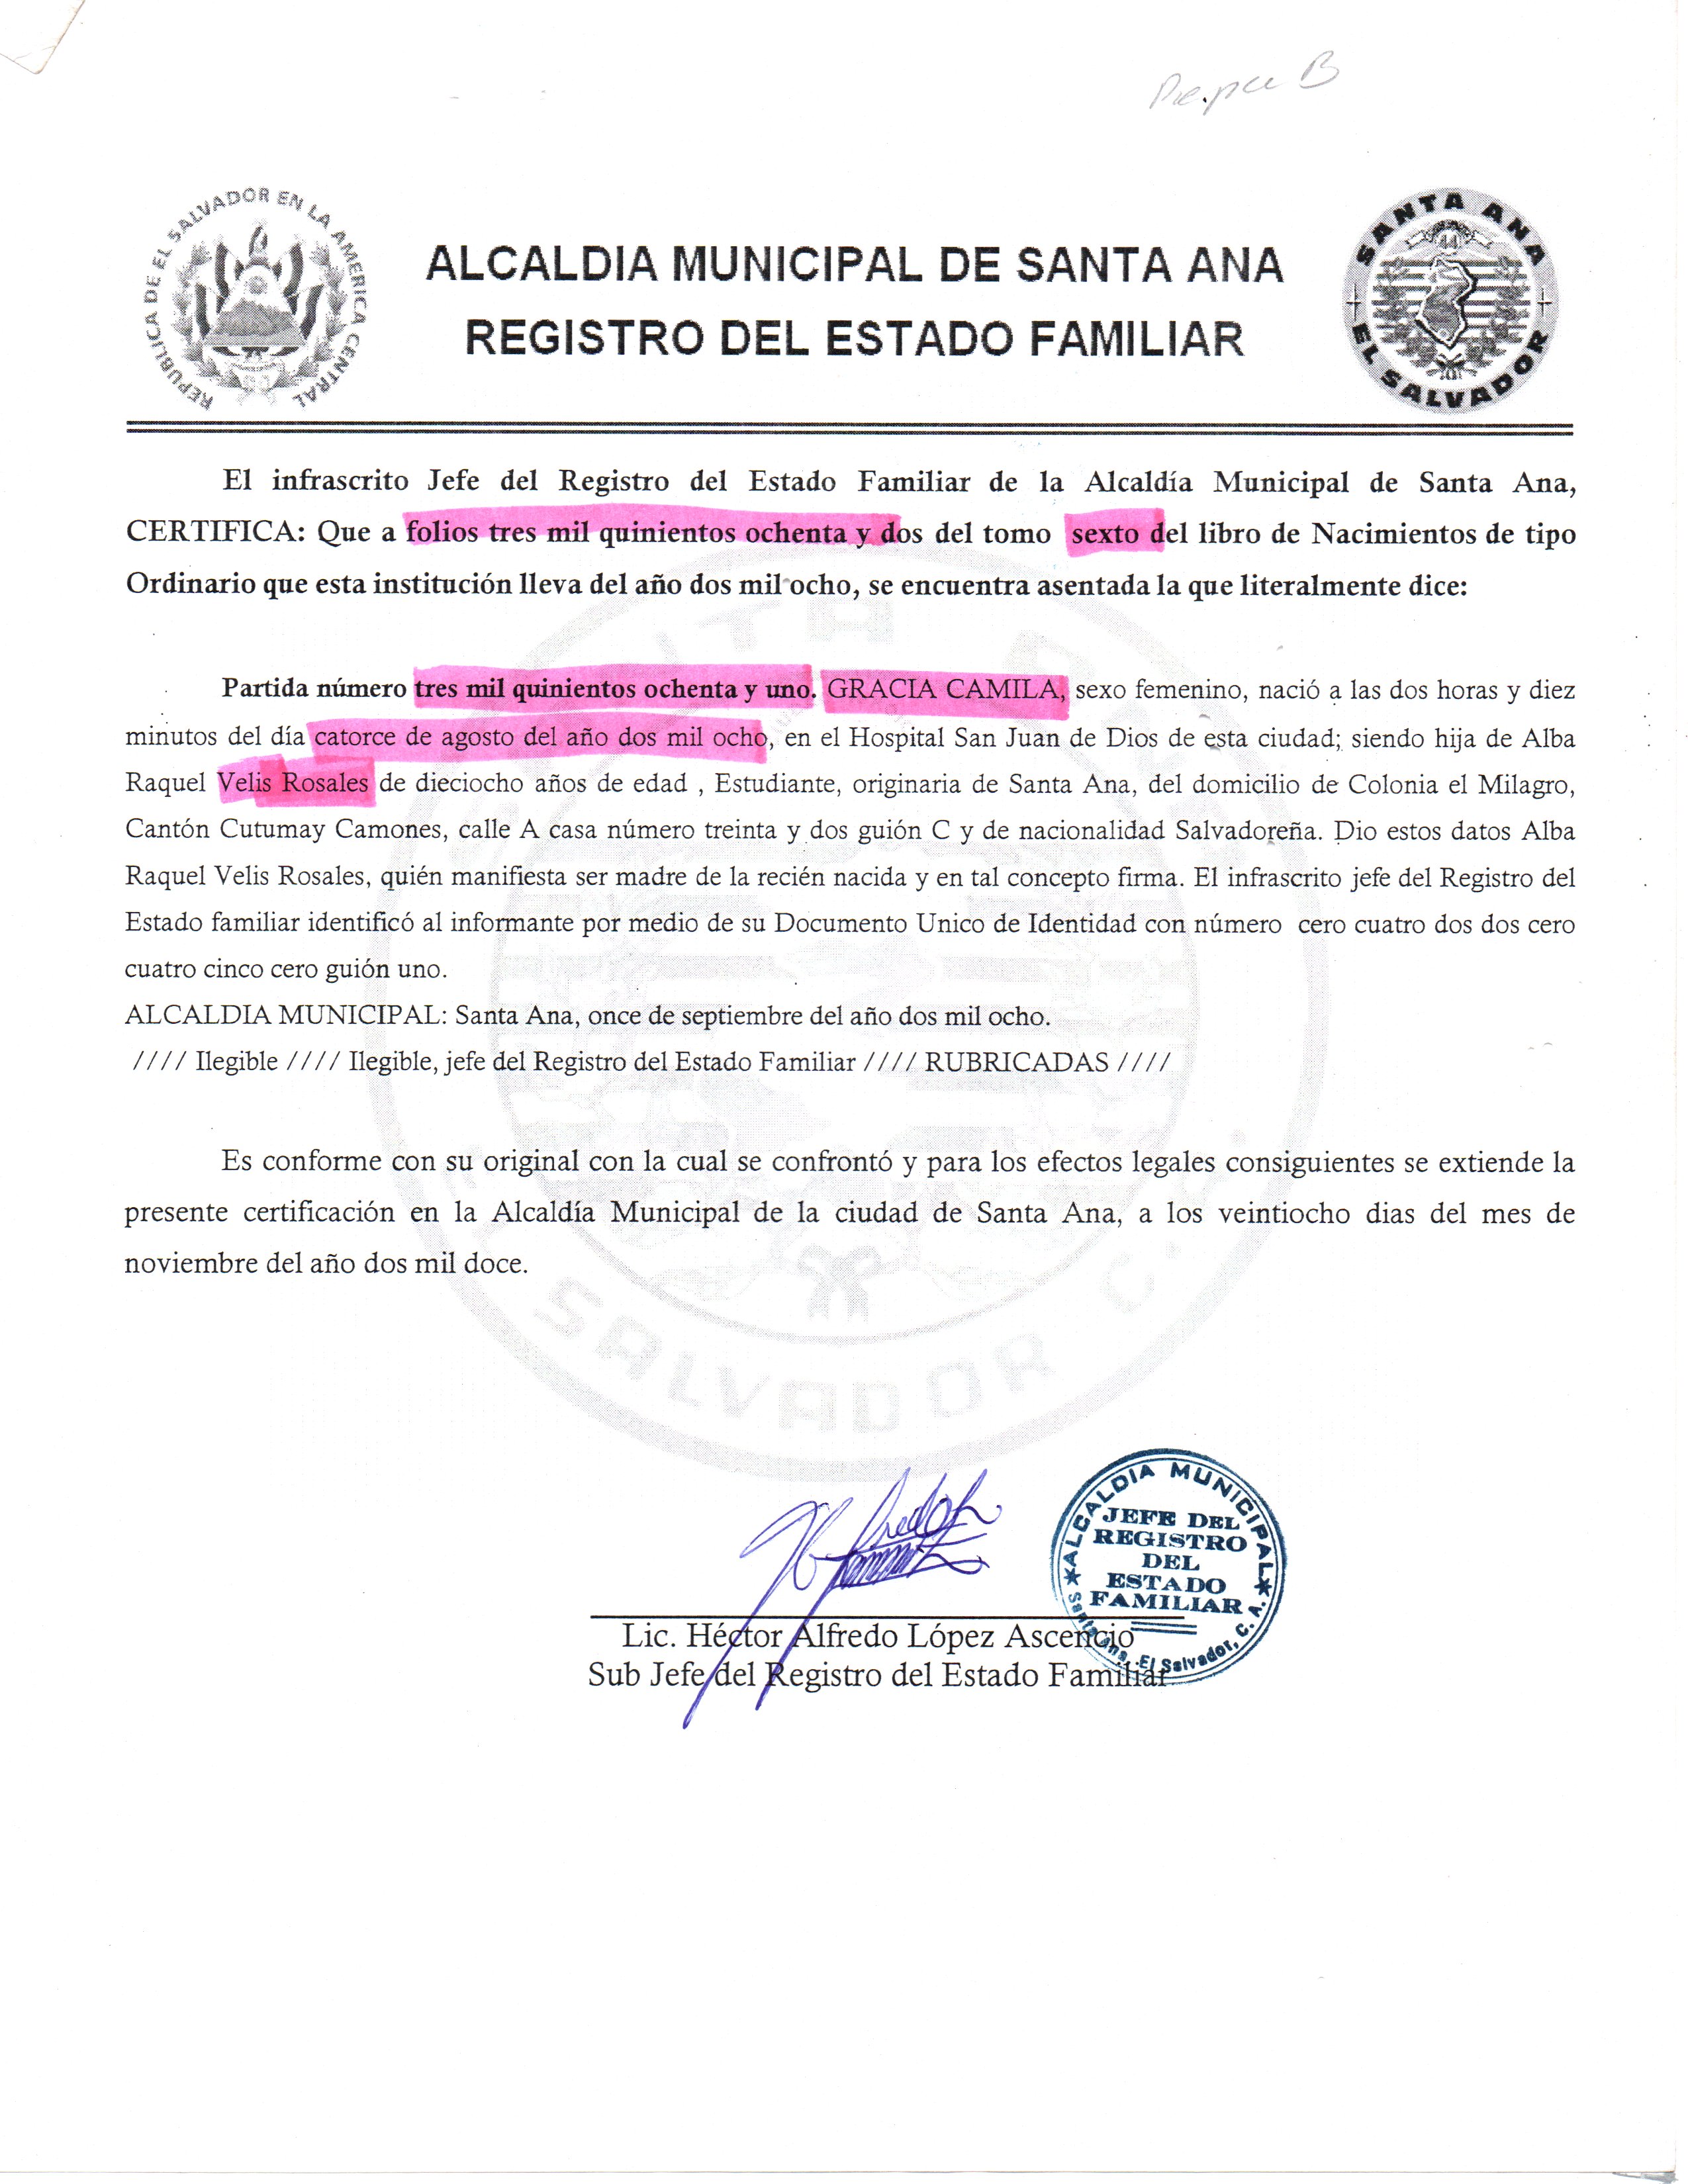 REPUBLICA DE EL SALVADOR EN LA AMERICA CENTRAL
ALCALDIA MUNICIPAL DE SANTA ANA
REGISTRO DEL ESTADO FAMILIAR
SANTA ANA
EL SALVADOR
El infrascrito Jefe del Registro del Estado Familiar de la Alcaldía Municipal de Santa Ana,
CERTIFICA: Que a folios tres mil quinientos ochenta y dos del tomo sexto del libro de Nacimientos de tipo
Ordinario que esta institución lleva del año dos mil ocho, se encuentra asentada la que literalmente dice:
Partida número tres mil quinientos ochenta y uno. GRACIA CAMILA, sexo femenino, nació a las dos horas y diez
minutos del día catorce de agosto del año dos mil ocho, en el Hospital San Juan de Dios de esta ciudad; siendo hija de Alba
Raquel Velis Rosales de dieciocho años de edad , Estudiante, originaria de Santa Ana, del domicilio de Colonia el Milagro,
Cantón Cutumay Camones, calle A casa número treinta y dos guión C y de nacionalidad Salvadoreña. Dio estos datos Alba
Raquel Velis Rosales, quién manifiesta ser madre de la recién nacida y en tal concepto firma. El infrascrito jefe del Registro del
Estado familiar identificó al informante por medio de su Documento Unico de Identidad con número cero cuatro dos dos cero
cuatro cinco cero guión uno.
ALCALDIA MUNICIPAL: Santa Ana, once de septiembre del año dos mil ocho.
//// Ilegible //// Ilegible, jefe del Registro del Estado Familiar //// RUBRICADAS ////
Es conforme con su original con la cual se confrontó y para los efectos legales consiguientes se extiende la
presente certificación en la Alcaldía Municipal de la ciudad de Santa Ana, a los veintiocho dias del mes de
noviembre del año dos mil doce.
SALVADOR C.
ALCALDIA MUNICIPAL
JEFE DEL
REGISTRO
DEL
ESTADO
FAMILIAR
Santa Ana, El Salvador, C. A.
Lic. Héctor Alfredo López Ascencio
Sub Jefe del Registro del Estado Familiar